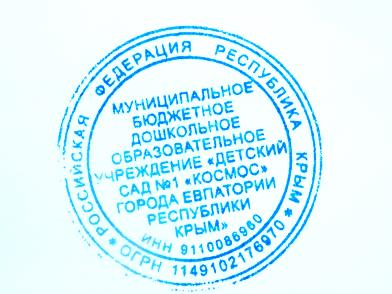 РОССИЙСКАЯ ФЕДЕРАЦИЯ РЕСПУБЛИКА КРЫМ
* ОГРН 1149102176970 *
МУНИЦИПАЛЬНОЕ
БЮДЖЕТНОЕ
ДОШКОЛЬНОЕ
ОБРАЗОВАТЕЛЬНОЕ
УЧРЕЖДЕНИЕ «ДЕТСКИЙ
САД №1 «КОСМОС»
ГОРОДА ЕВПАТОРИИ
РЕСПУБЛИКИ
КРЫМ»
ИНН 9110086960